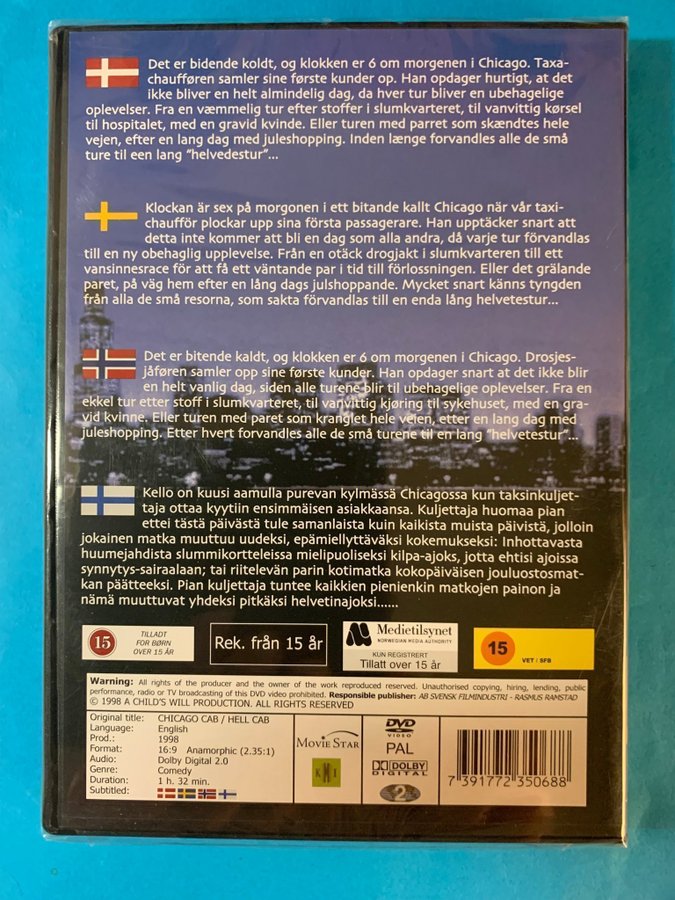 Det er bidende koldt, og klokken er 6 om morgenen i Chicago. Taxa-
chaufføren samler sine første kunder op. Han opdager hurtigt, at det
ikke bliver en helt almindelig dag, da hver tur bliver en ubehagelige
oplevelser. Fra en væmmelig tur efter stoffer i slumkvarteret, til vanvittig kørsel
til hospitalet, med en gravid kvinde. Eller turen med parret som skændtes hele
vejen, efter en lang dag med juleshopping. Inden længe forvandles alle de små
ture til een lang "helvedestur"...
Klockan är sex på morgonen i ett bitande kallt Chicago när vår taxi-
chaufför plockar upp sina första passagerare. Han upptäcker snart att
detta inte kommer att bli en dag som alla andra, då varje tur förvandlas
till en ny obehaglig upplevelse. Från en otäck drogjakt i slumkvarteren till ett
vansinnesrace för att få ett väntande par i tid till förlossningen. Eller det grälande
paret, på väg hem efter en lång dags julshoppande. Mycket snart känns tyngden
från alla de små resorna, som sakta förvandlas till en enda lång helvetestur...
Det er bitende kaldt, og klokken er 6 om morgenen i Chicago. Drosjes-
jåføren samler opp sine første kunder. Han opdager snart at det ikke blir
en helt vanlig dag, siden alle turene blir til ubehagelige oplevelser. Fra en
ekkel tur etter stoff i slumkvarteret, til vanvittig kjøring til sykehuset, med en gra-
vid kvinne. Eller turen med paret som kranglet hele veien, etter en lang dag med
juleshopping. Etter hvert forvandles alle de små turene til en lang "helvetestur"...
Kello on kuusi aamulla purevan kylmässä Chicagossa kun taksinkuljet-
taja ottaa kyytiin ensimmäisen asiakkaansa. Kuljettaja huomaa pian
ettei tästä päivästä tule samanlaista kuin kaikista muista päivistä, jolloin
jokainen matka muuttuu uudeksi, epämiellyttäväksi kokemukseksi: Inhottavasta
huumejahdista slummikortteleissa mielipuoliseksi kilpa-ajoks, jotta ehtisi ajoissa
synnytys-sairaalaan; tai riitelevän parin kotimatka kokopäiväisen jouluostosmat-
kan päätteeksi. Pian kuljettaja tuntee kaikkien pienienkin matkojen painon ja
nämä muuttuvat yhdeksi pitkäksi helvetinajoksi......
15 TILLADT
FOR BØRN
OVER 15 ÅR
Rek. från 15 år
Medietilsynet
NORWEGIAN MEDIA AUTHORITY
KUN REGISTRERT
Tillatt over 15 år
15
VET / SFB
Warning: All rights of the producer and the owner of the work reproduced reserved. Unauthorised copying, hiring, lending, public
performance, radio or TV broadcasting of this DVD video prohibited. Responsible publisher: AB SVENSK FILMINDUSTRI - RASMUS RAMSTAD
© 1998 A CHILD'S WILL PRODUCTION. ALL RIGHTS RESERVED
Original title: CHICAGO CAB / HELL CAB
Language: English
Prod.: 1998
Format: 16:9 Anamorphic (2.35:1)
Audio: Dolby Digital 2.0
Genre: Comedy
Duration: 1 h. 32 min.
Subtitled:
MOVIE STAR
KMI
DVD
VIDEO
PAL
DOLBY
DIGITAL
2
7 391772 350688